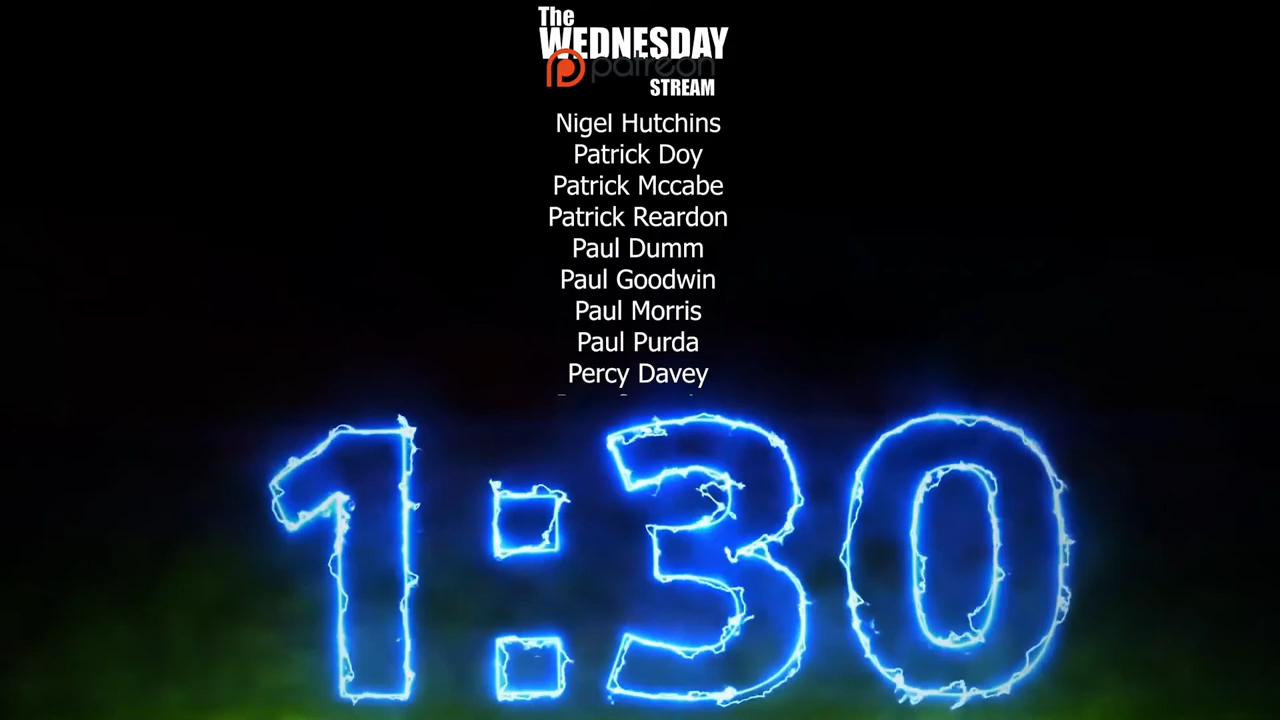 The
WEDNESDAY
patreon
STREAM
Nigel Hutchins
Patrick Doy
Patrick Mccabe
Patrick Reardon
Paul Dumm
Paul Goodwin
Paul Morris
Paul Purda
Percy Davey
1:30